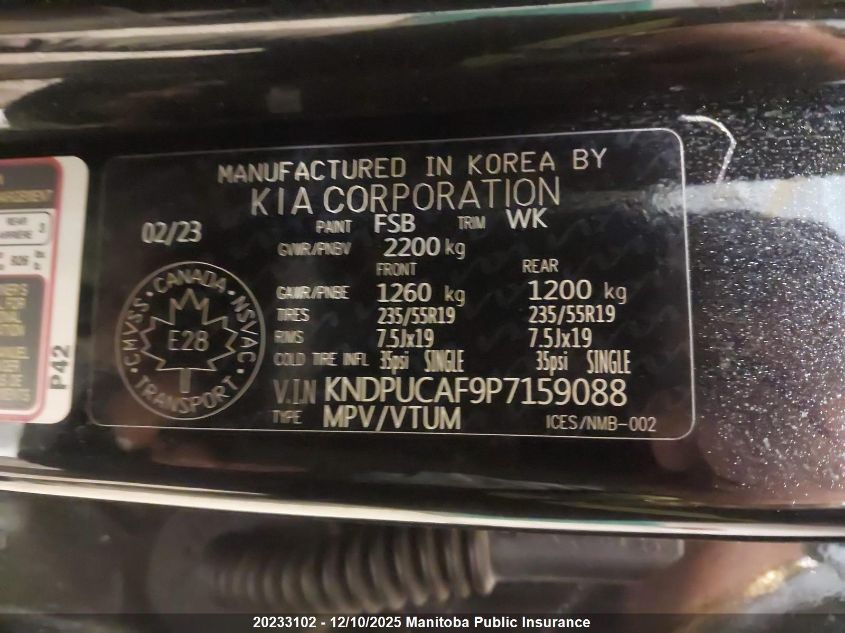 MANUFACTURED IN KOREA BY
KIA CORPORATION
02/23 PAINT FSB TRIM WK
GVWR/PNBV 2200 kg
FRONT REAR
GAWR/PNBE 1260 kg 1200 kg
TIRES 235/55R19 235/55R19
RIMS 7.5Jx19 7.5Jx19
COLD TIRE INFL 35psi SINGLE 35psi SINGLE
V.I.N KNDPUCAF9P7159088
TYPE MPV/VTUM ICES/NMB-002
CANADA
CMVSS NSVAC
E28
TRANSPORT
REAR
3
P42
20233102 - 12/10/2025 Manitoba Public Insurance